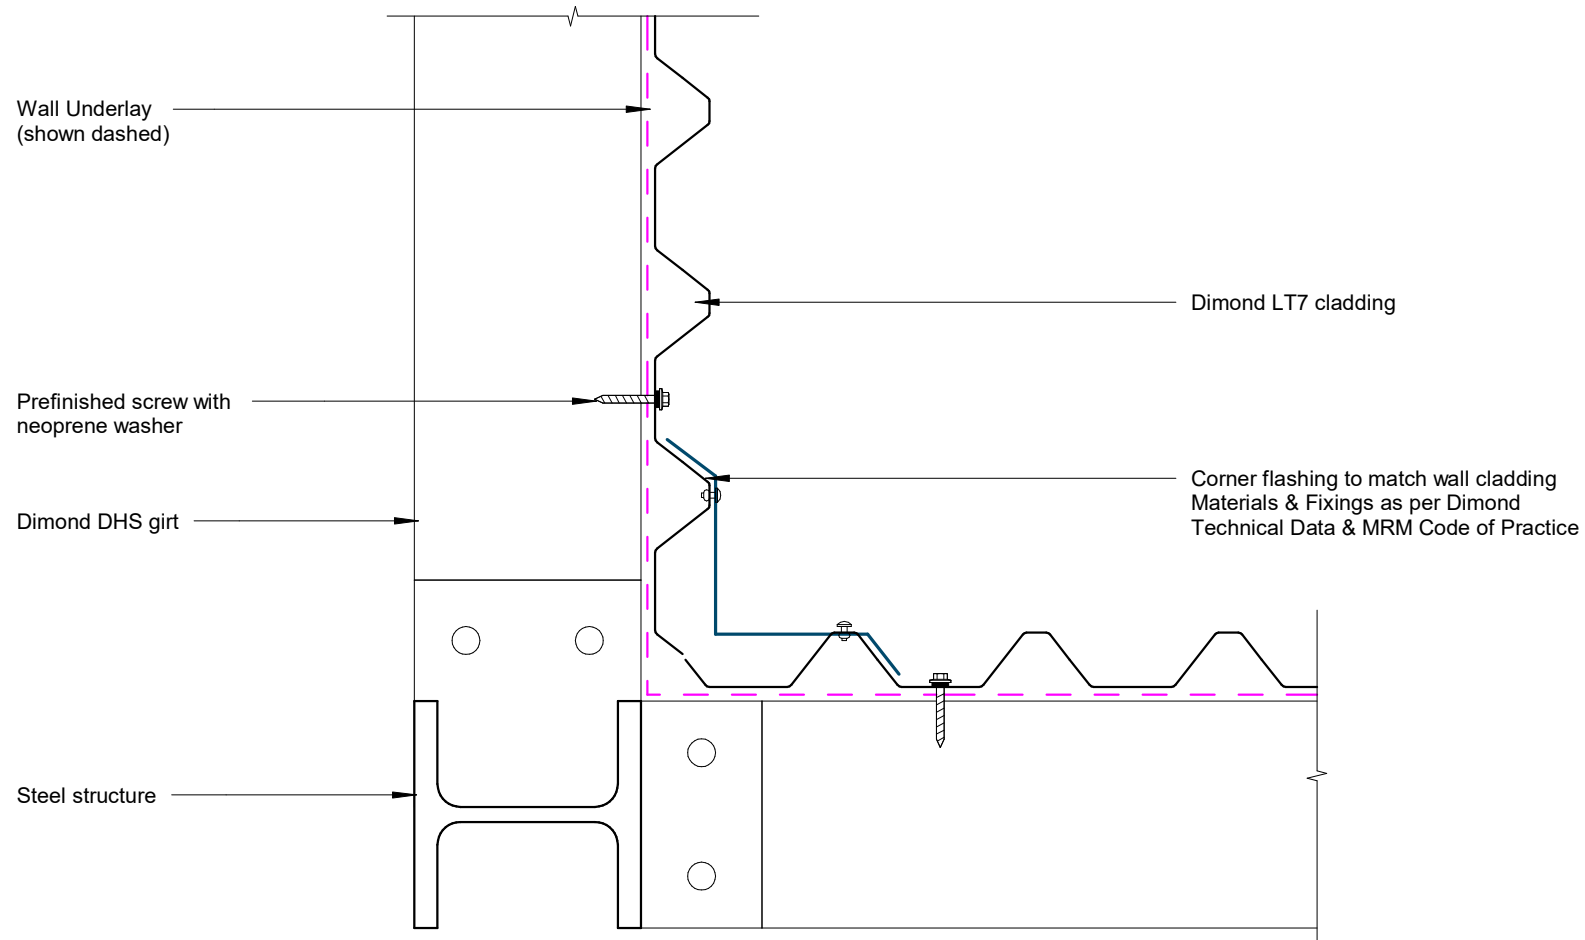 Wall Underlay
(shown dashed)
Dimond LT7 cladding
Prefinished screw with
neoprene washer
Corner flashing to match wall cladding
Materials & Fixings as per Dimond
Technical Data & MRM Code of Practice
Dimond DHS girt
Steel structure